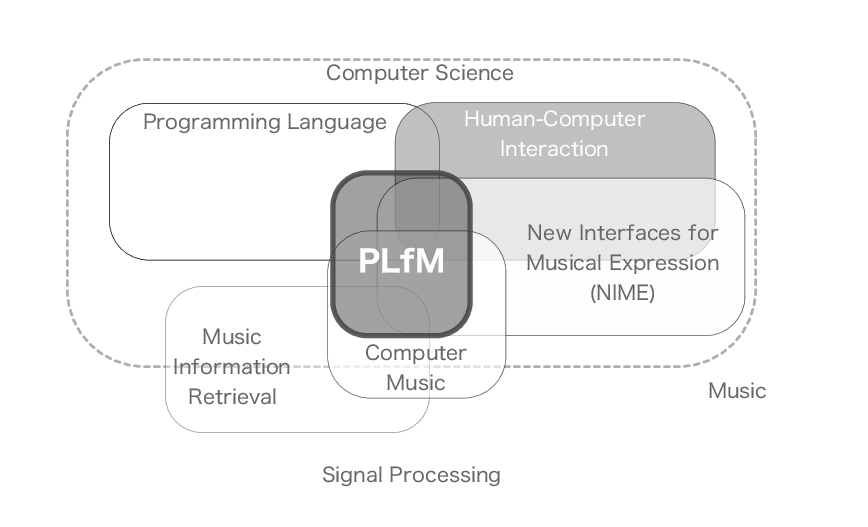 Computer Science
Programming Language
Human-Computer
Interaction
New Interfaces for
Musical Expression
(NIME)
PLfM
Music
Information
Retrieval
Computer
Music
Music
Signal Processing